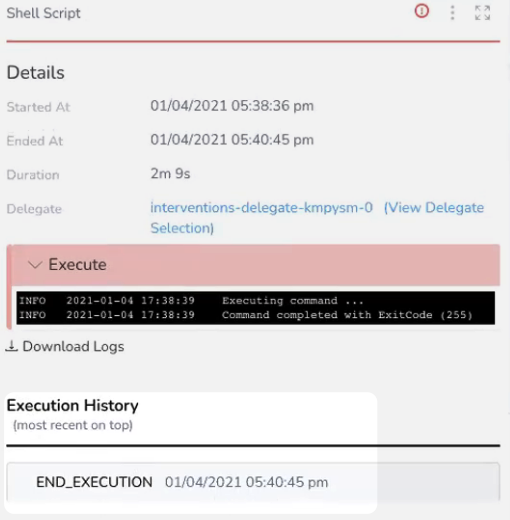 Shell Script
Details
Started At 01/04/2021 05:38:36 pm
Ended At 01/04/2021 05:40:45 pm
Duration 2m 9s
Delegate interventions-delegate-kmpysm-0 (View Delegate
Selection)
Execute
INFO 2021-01-04 17:38:39 Executing command ...
INFO 2021-01-04 17:38:39 Command completed with ExitCode (255)
Download Logs
Execution History
(most recent on top)
END_EXECUTION 01/04/2021 05:40:45 pm